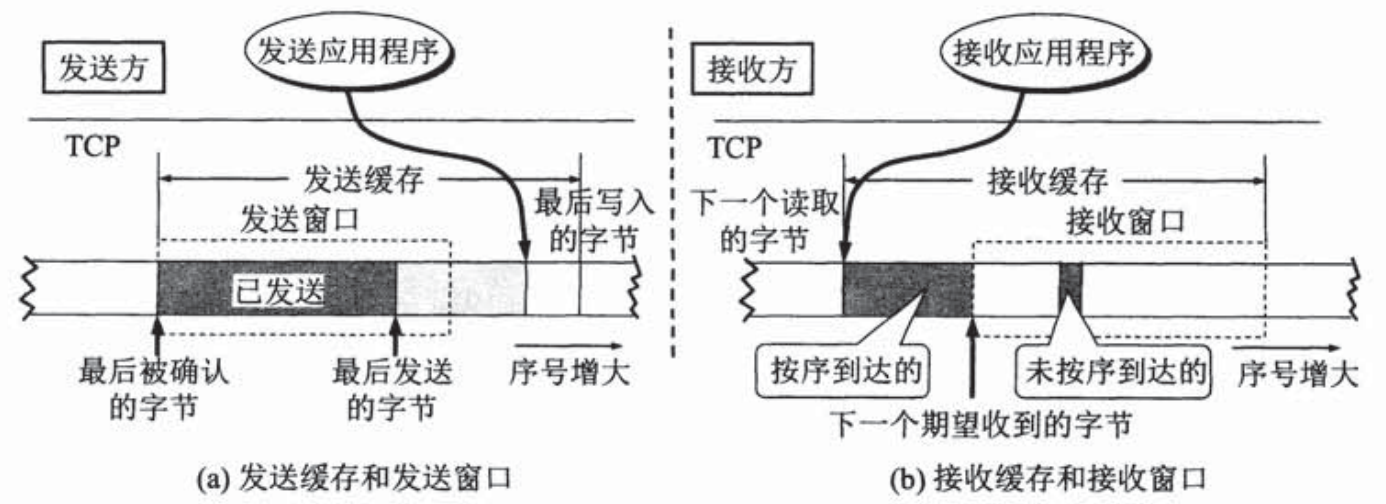 发送方
发送应用程序
TCP
发送缓存
发送窗口
最后写入
的字节
已发送
最后被确认
的字节
最后发送
的字节
序号增大
(a) 发送缓存和发送窗口
接收方
接收应用程序
TCP
接收缓存
下一个读取
的字节
接收窗口
按序到达的
未按序到达的
序号增大
下一个期望收到的字节
(b) 接收缓存和接收窗口